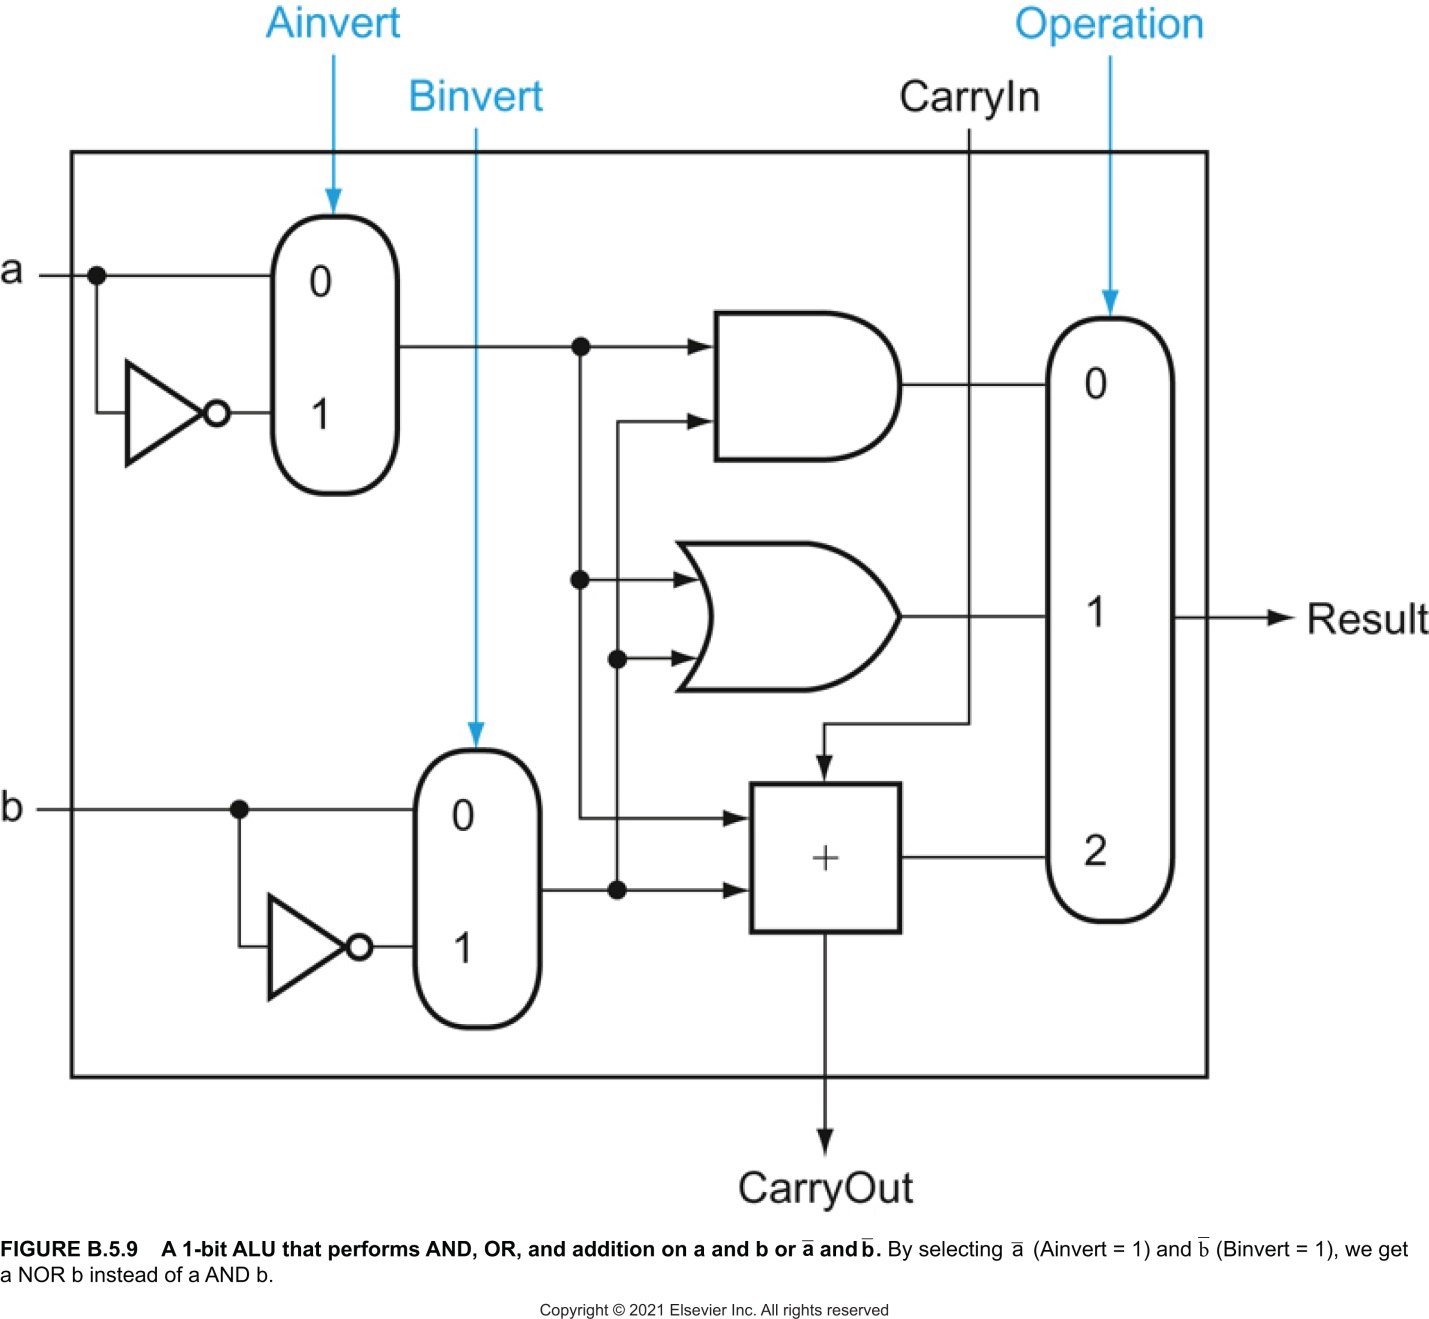 Ainvert
Operation
Binvert
CarryIn
a
0
1
0
1
2
Result
b
0
1
+
CarryOut
FIGURE B.5.9 A 1-bit ALU that performs AND, OR, and addition on a and b or a̅ and b̅. By selecting a̅ (Ainvert = 1) and b̅ (Binvert = 1), we get
a NOR b instead of a AND b.
Copyright © 2021 Elsevier Inc. All rights reserved